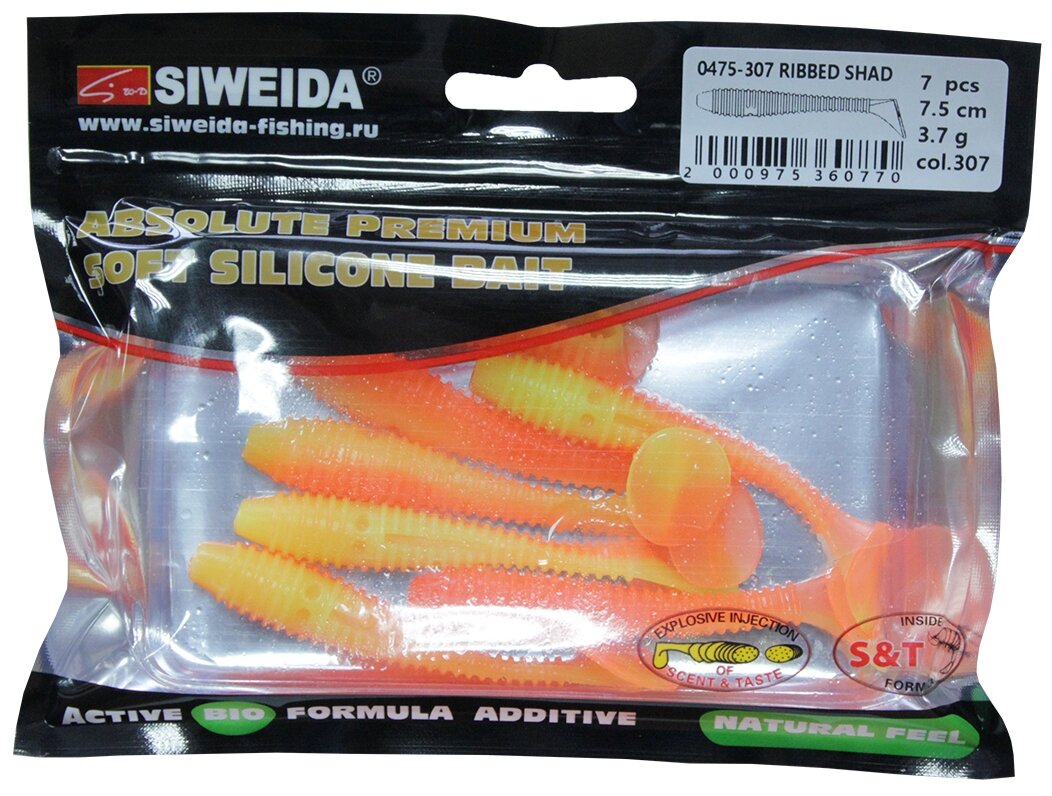 SIWEIDA®
www.siweida-fishing.ru
0475-307 RIBBED SHAD
7 pcs
7.5 cm
3.7 g
col.307
2 000975 360770
ABSOLUTE PREMIUM
SOFT SILICONE BAIT
EXPLOSIVE INJECTION
OF
SCENT & TASTE
INSIDE
S&T
FORM
ACTIVE BIO FORMULA ADDITIVE
NATURAL FEEL